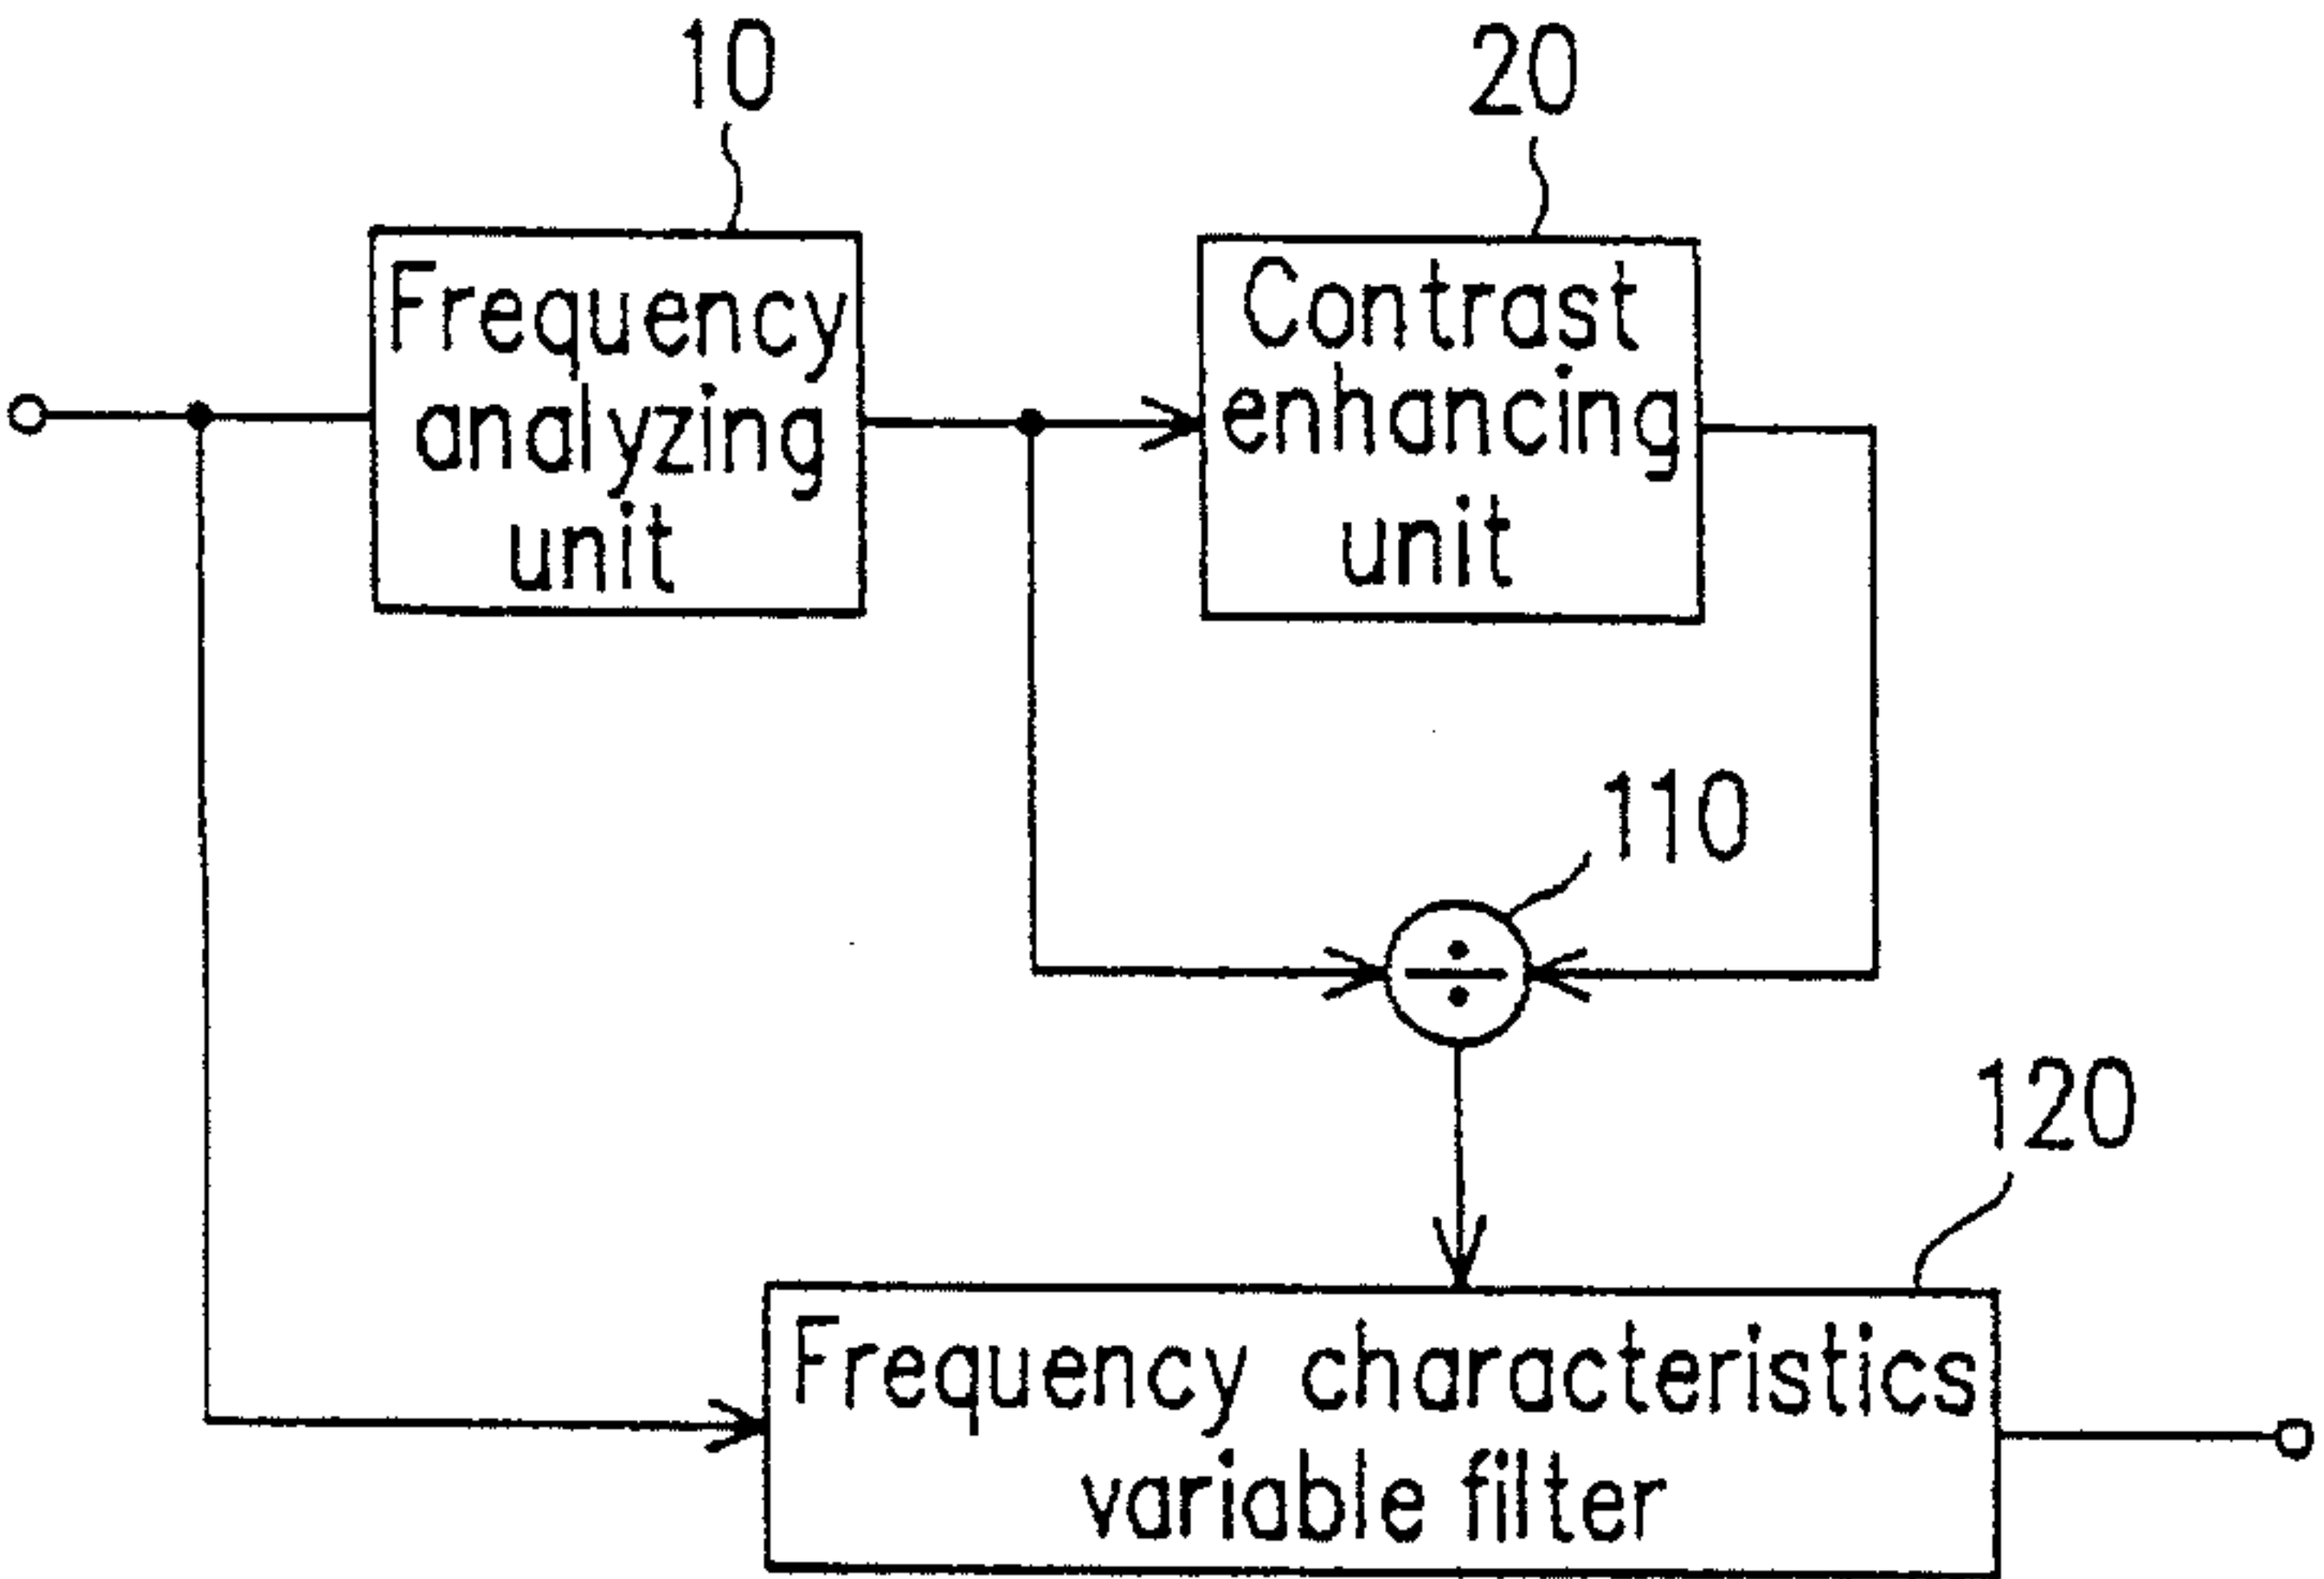 10
20
Frequency
analyzing
unit
Contrast
enhancing
unit
110
÷
120
Frequency characteristics
variable filter